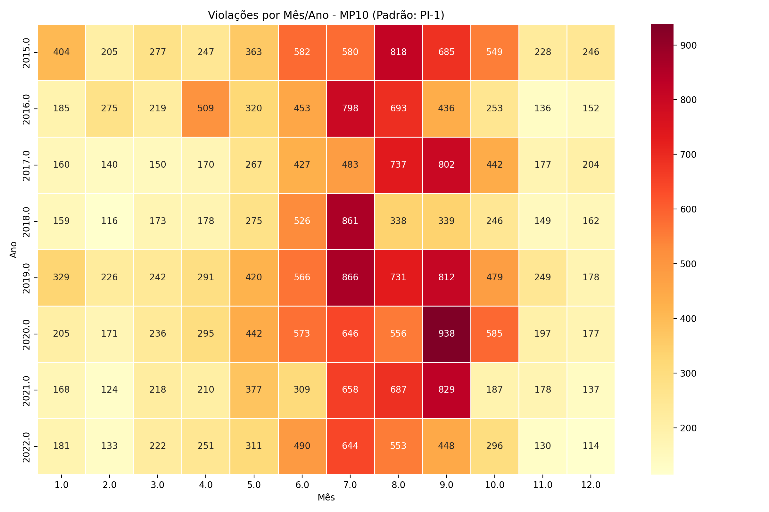 Violações por Mês/Ano - MP10 (Padrão: PI-1)
2015.0 404 205 277 247 363 582 580 818 685 549 228 246
2016.0 185 275 219 509 320 453 798 693 436 253 136 152
2017.0 160 140 150 170 267 427 483 737 802 442 177 204
2018.0 159 116 173 178 275 526 861 338 339 246 149 162
2019.0 329 226 242 291 420 566 866 731 812 479 249 178
2020.0 205 171 236 295 442 573 646 556 938 585 197 177
2021.0 168 124 218 210 377 309 658 687 829 187 178 137
2022.0 181 133 222 251 311 490 644 553 448 296 130 114
1.0 2.0 3.0 4.0 5.0 6.0 7.0 8.0 9.0 10.0 11.0 12.0
Mês
Ano
900
800
700
600
500
400
300
200